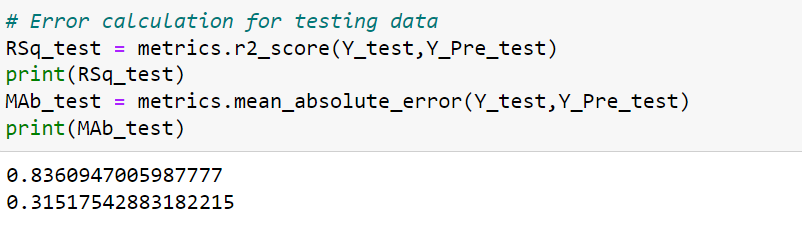 # Error calculation for testing data
RSq_test = metrics.r2_score(Y_test,Y_Pre_test)
print(RSq_test)
MAb_test = metrics.mean_absolute_error(Y_test,Y_Pre_test)
print(MAb_test)
0.8360947005987777
0.31517542883182215